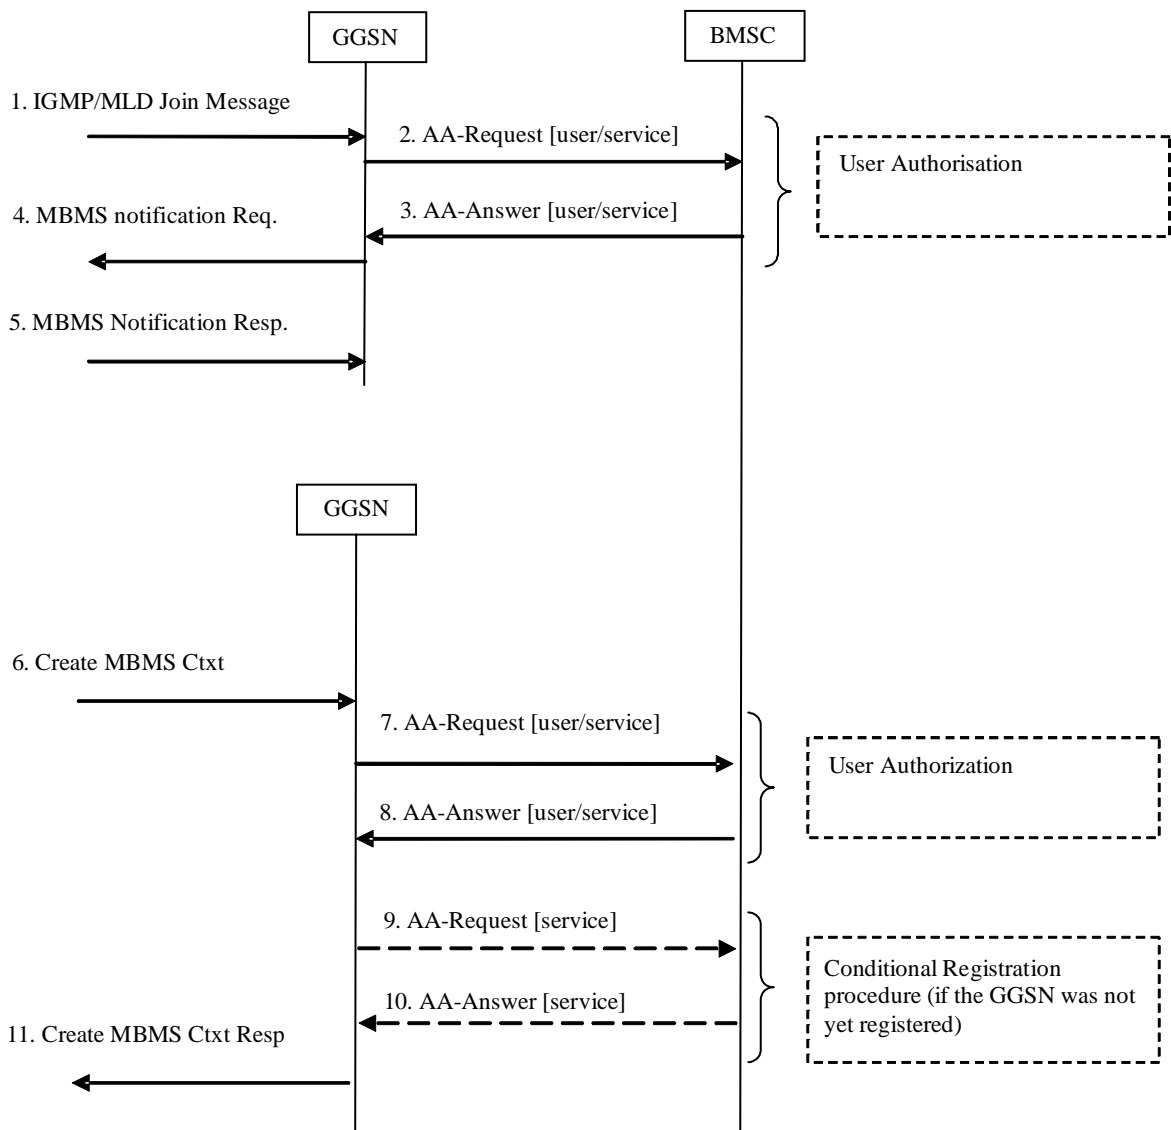 GGSN
BMSC
1. IGMP/MLD Join Message
2. AA-Request [user/service]
User Authorisation
4. MBMS notification Req.
3. AA-Answer [user/service]
5. MBMS Notification Resp.
GGSN
6. Create MBMS Ctxt
7. AA-Request [user/service]
User Authorization
8. AA-Answer [user/service]
9. AA-Request [service]
Conditional Registration
procedure (if the GGSN was not
yet registered)
10. AA-Answer [service]
11. Create MBMS Ctxt Resp